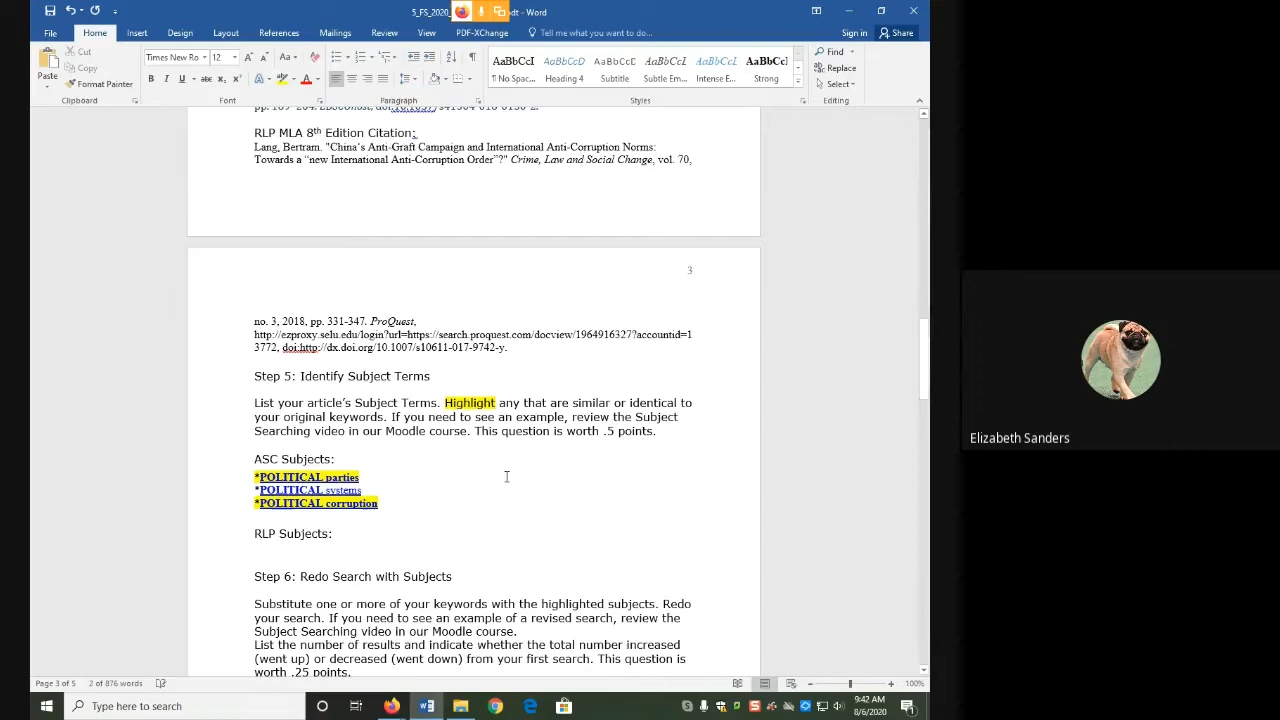 5_FS_2020_ odt - Word
File Home Insert Design Layout References Mailings Review View PDF-XChange Tell me what you want to do... Sign in Share
Paste
Cut
Copy
Format Painter
Times New Ro 12
AaBbCcI AaBbCcD AaBbCcD AaBbCcI AaBbCcI AaBbCcI
¶ No Spac... Heading 4 Subtitle Subtle Em... Intense E... Strong
Find
Replace
Select
Clipboard Font Paragraph Styles Editing
RLP MLA 8th Edition Citation:,
Lang, Bertram. "China's Anti-Graft Campaign and International Anti-Corruption Norms:
Towards a “new International Anti-Corruption Order”?" Crime, Law and Social Change, vol. 70,
3
no. 3, 2018, pp. 331-347. ProQuest,
http://ezproxy.selu.edu/login?url=https://search.proquest.com/docview/1964916327?accountid=1
3772, doi:http://dx.doi.org/10.1007/s10611-017-9742-y.
Step 5: Identify Subject Terms
List your article’s Subject Terms. Highlight any that are similar or identical to
your original keywords. If you need to see an example, review the Subject
Searching video in our Moodle course. This question is worth .5 points.
ASC Subjects:
*POLITICAL parties
*POLITICAL systems
*POLITICAL corruption
RLP Subjects:
Step 6: Redo Search with Subjects
Substitute one or more of your keywords with the highlighted subjects. Redo
your search. If you need to see an example of a revised search, review the
Subject Searching video in our Moodle course.
List the number of results and indicate whether the total number increased
(went up) or decreased (went down) from your first search. This question is
worth .25 points.
Elizabeth Sanders
Page 3 of 5 2 of 876 words 100%
Type here to search
9:42 AM
8/6/2020